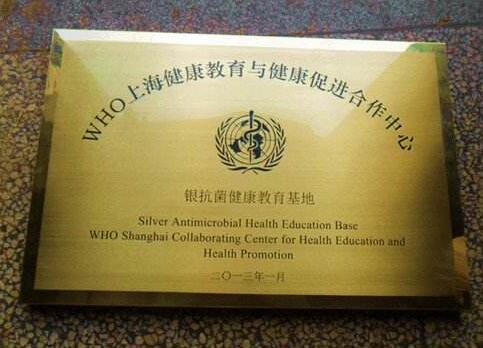 WHO上海健康教育与健康促进合作中心
银抗菌健康教育基地
Silver Antimicrobial Health Education Base
WHO Shanghai Collaborating Center for Health Education and
Health Promotion
二〇一三年一月